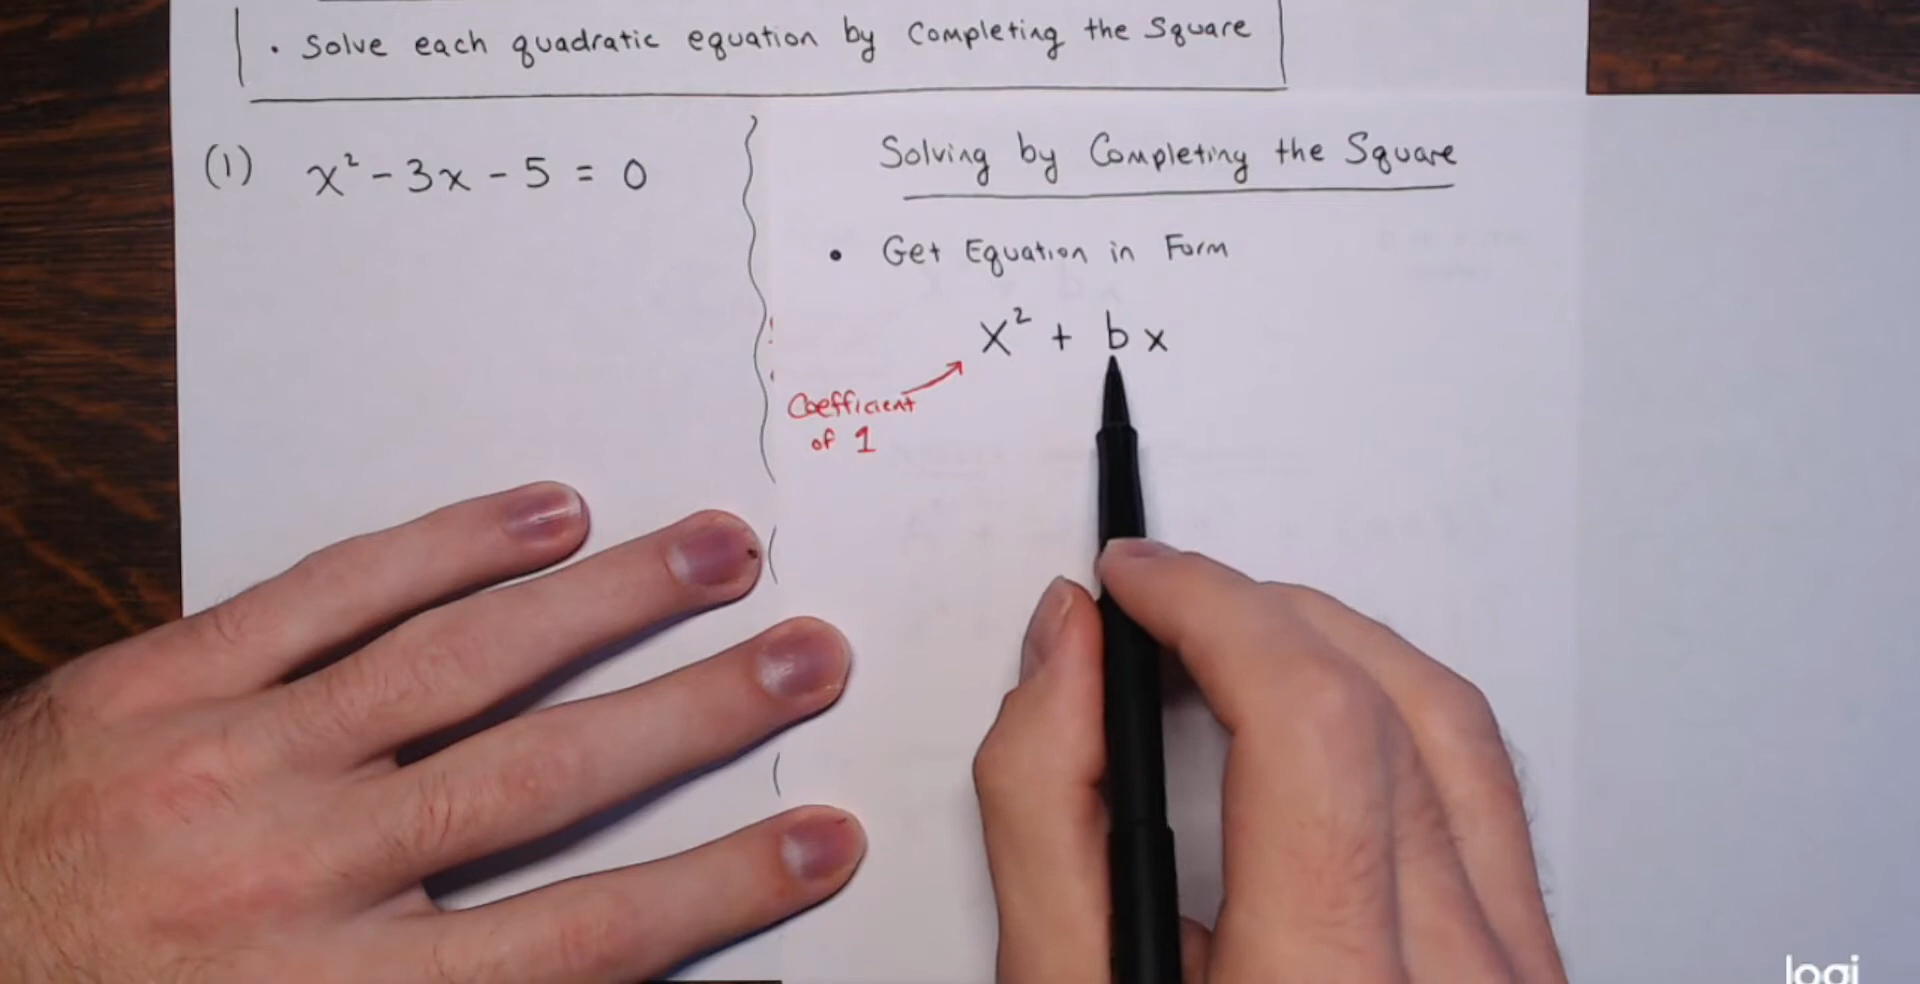 • Solve each quadratic equation by Completing the Square
(1) x² - 3x - 5 = 0
Solving by Completing the Square
• Get Equation in Form
x² + bx
Coefficient
of 1
logi